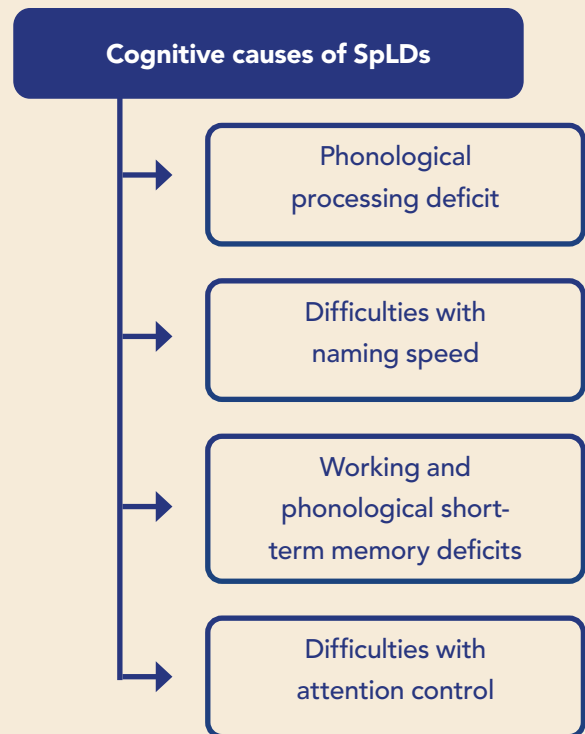 Cognitive causes of SpLDs
Phonological
processing deficit
Difficulties with
naming speed
Working and
phonological short-
term memory deficits
Difficulties with
attention control